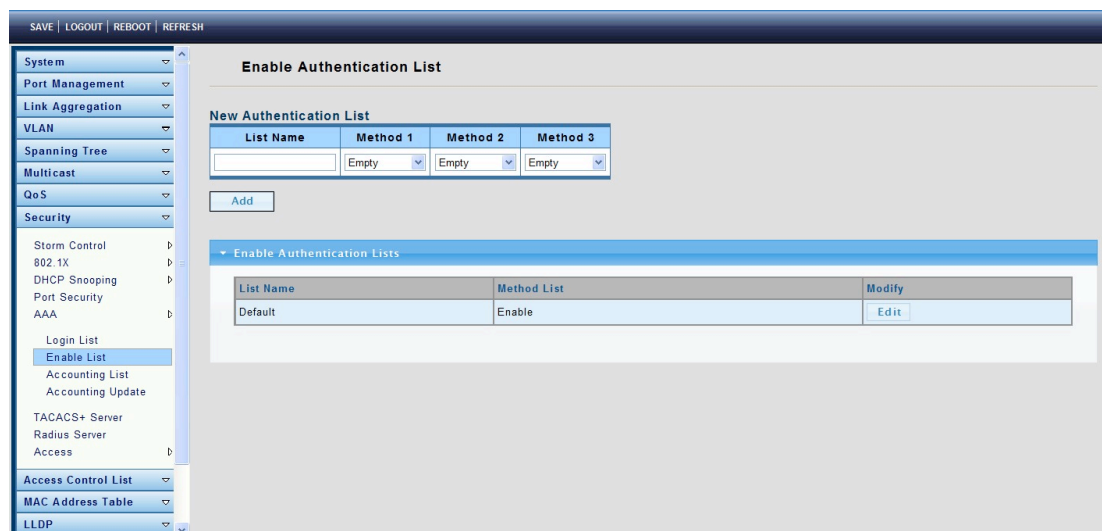 SAVE | LOGOUT | REBOOT | REFRESH
System
Port Management
Link Aggregation
VLAN
Spanning Tree
Multicast
QoS
Security
Storm Control
802.1X
DHCP Snooping
Port Security
AAA
Login List
Enable List
Accounting List
Accounting Update
TACACS+ Server
Radius Server
Access
Access Control List
MAC Address Table
LLDP
Enable Authentication List
New Authentication List
List Name Method 1 Method 2 Method 3
Empty Empty Empty
Add
Enable Authentication Lists
List Name Method List Modify
Default Enable Edit